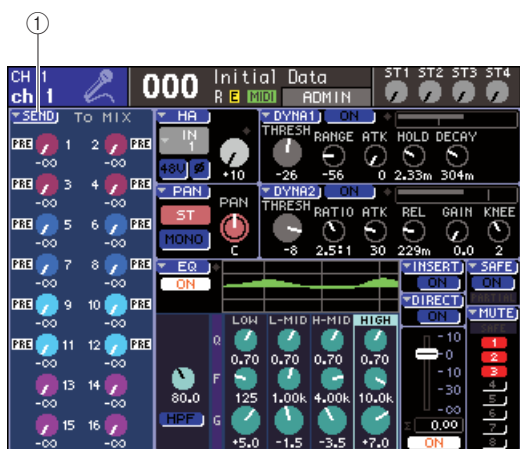 1
CH 1
ch 1
000 Initial Data
R E MIDI ADMIN
ST1 ST2 ST3 ST4
SEND To MIX
PRE 1 2 PRE
-∞ -∞
PRE 3 4 PRE
-∞ -∞
PRE 5 6 PRE
-∞ -∞
PRE 7 8 PRE
-∞ -∞
PRE 9 10 PRE
-∞ -∞
PRE 11 12 PRE
-∞ -∞
13 14
-∞ -∞
15 16
-∞ -∞
HA
IN
1
48V Ø
+10
PAN
ST
MONO
PAN
C
DYNA1 ON
THRESH RANGE ATK HOLD DECAY
-26 -56 0 2.33m 304m
DYNA2 ON
THRESH RATIO ATK REL GAIN KNEE
-8 2.5:1 30 229m 0.0 2
EQ
ON
LOW L-MID H-MID HIGH
Q 0.70 0.70 0.70 0.70
F 125 1.00k 4.00k 10.0k
80.0
HPF
G +5.0 -1.5 -3.5 +7.0
INSERT
ON
DIRECT
ON
10
0
-10
-30
-∞
Σ 0.00
ON
SAFE
ON
PARTIAL
MUTE
SAFE
1
2
3
4
5
6
7
8